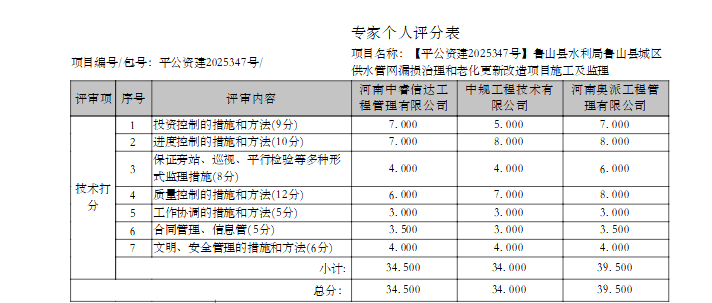 专家个人评分表
项目编号/包号：平公资建2025347号/
项目名称：【平公资建2025347号】鲁山县水利局鲁山县城区
供水管网漏损治理和老化更新改造项目施工及监理
评审项 序号 评审内容 河南中睿信达工程管理有限公司 中规工程技术有限公司 河南奥派工程管理有限公司
技术打分
1 投资控制的措施和方法(9分) 7.000 5.000 7.000
2 进度控制的措施和方法(10分) 7.000 8.000 8.000
3 保证旁站、巡视、平行检验等多种形式监理措施(8分) 4.000 4.000 6.000
4 质量控制的措施和方法(12分) 6.000 7.000 8.000
5 工作协调的措施和方法(5分) 3.000 3.000 3.000
6 合同管理、信息管(5分) 3.500 3.000 3.500
7 文明、安全管理的措施和方法(6分) 4.000 4.000 4.000
小计: 34.500 34.000 39.500
总分: 34.500 34.000 39.500